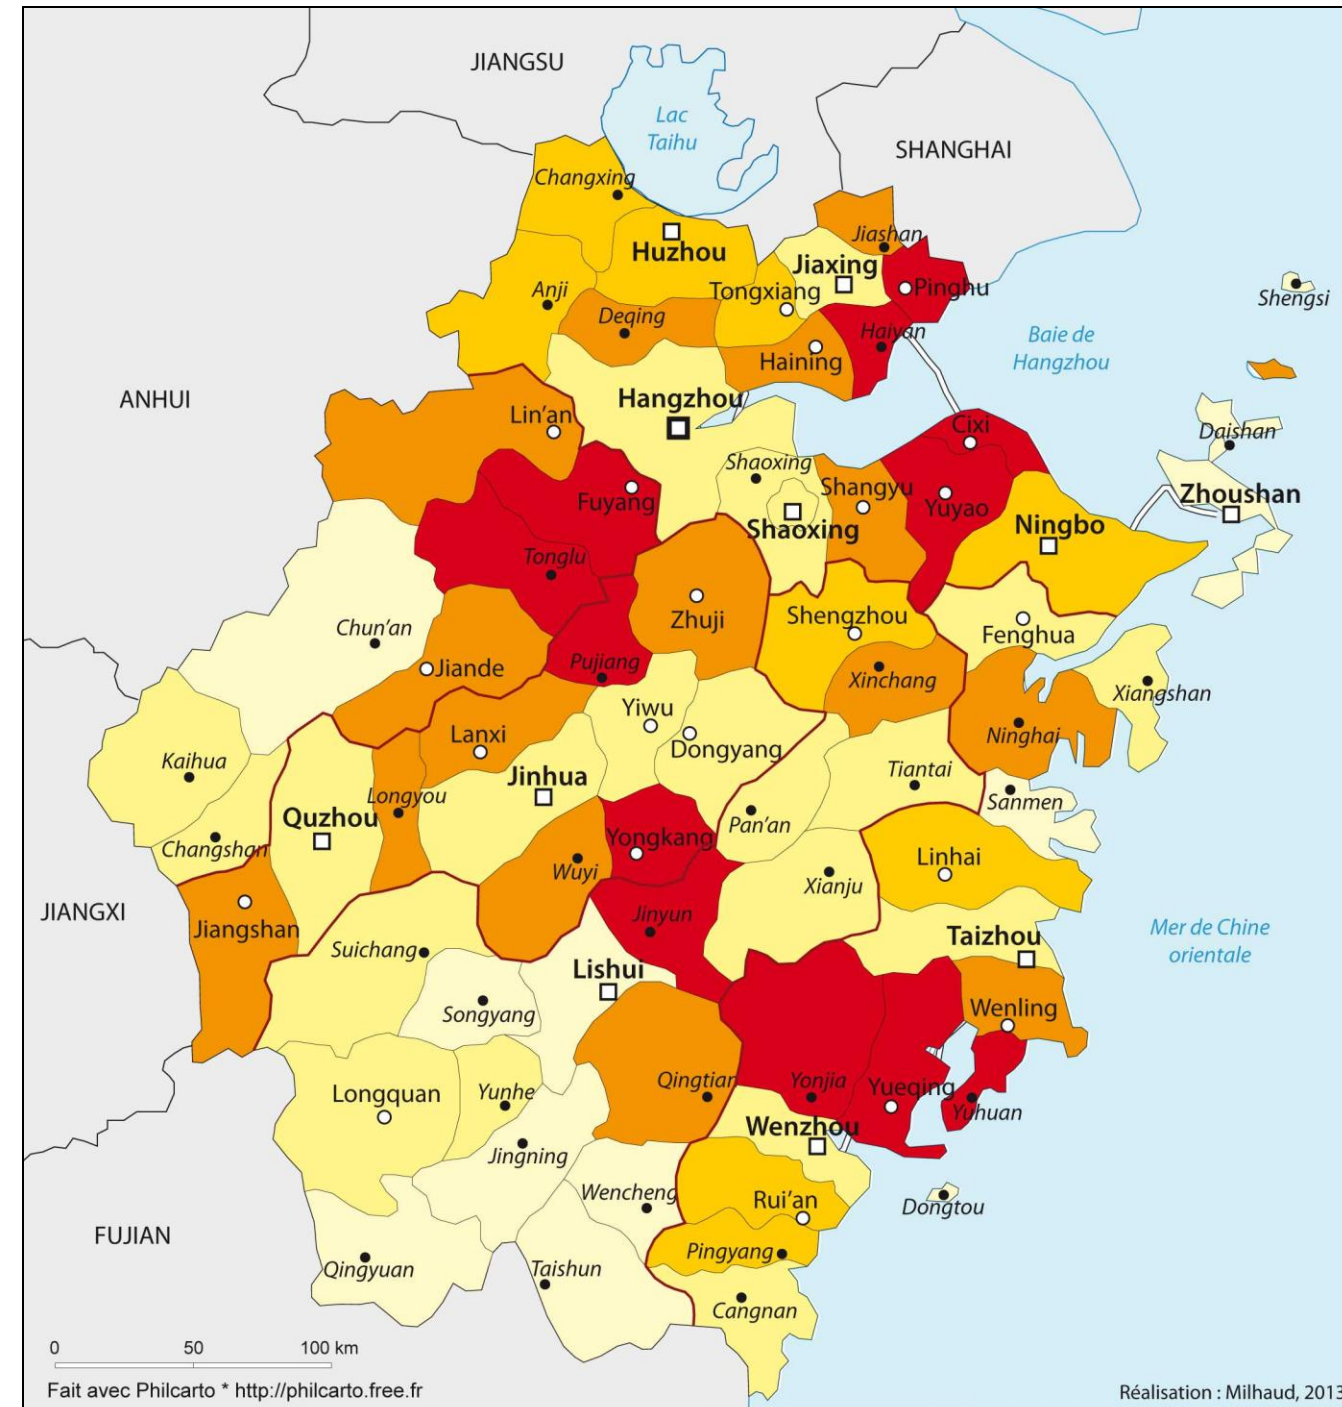 JIANGSU
Lac
Taihu
SHANGHAI
Changxing
Huzhou
Jiashan
Jiaxing
Anji
Tongxiang
Pinghu
Shengsi
Deqing
Haiyan
Haining
Baie de
Hangzhou
ANHUI
Hangzhou
Lin'an
Cixi
Daishan
Shaoxing
Shangyu
Fuyang
Yuyao
Zhoushan
Shaoxing
Ningbo
Tonglu
Zhuji
Shengzhou
Fenghua
Chun'an
Jiande
Pujiang
Xinchang
Xiangshan
Yiwu
Lanxi
Dongyang
Ninghai
Kaihua
Tiantai
Jinhua
Longyou
Sanmen
Quzhou
Pan'an
Changshan
Yongkang
Linhai
Wuyi
Xianju
JIANGXI
Jiangshan
Jinyun
Taizhou
Mer de Chine
orientale
Suichang
Lishui
Songyang
Wenling
Longquan
Yunhe
Qingtian
Yonjia
Yueqing
Yuhuan
Wenzhou
Jingning
Wencheng
Rui'an
Dongtou
FUJIAN
Pingyang
Qingyuan
Taishun
Cangnan
0 50 100 km
Fait avec Philcarto * http://philcarto.free.fr
Réalisation : Milhaud, 2013